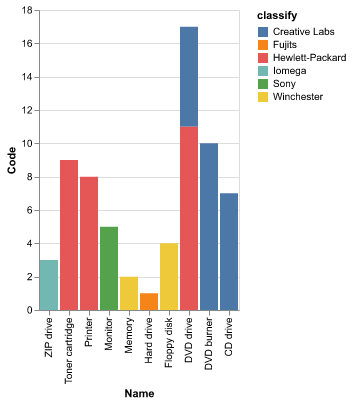 18
16
14
12
10
8
6
4
2
0
Code
ZIP drive
Toner cartridge
Printer
Monitor
Memory
Hard drive
Floppy disk
DVD drive
DVD burner
CD drive
Name
classify
Creative Labs
Fujits
Hewlett-Packard
Iomega
Sony
Winchester